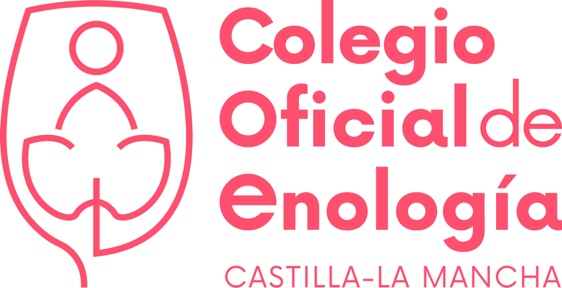 Colegio
Oficial de
enología
CASTILLA-LA MANCHA